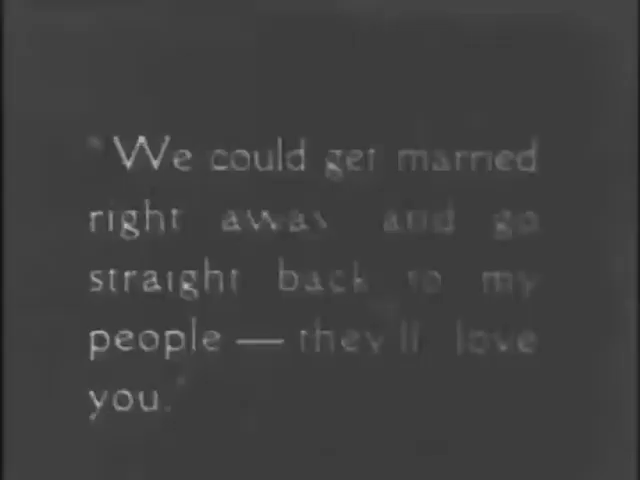 "We could get married
right away and go
straight back to my
people — they'll love
you."